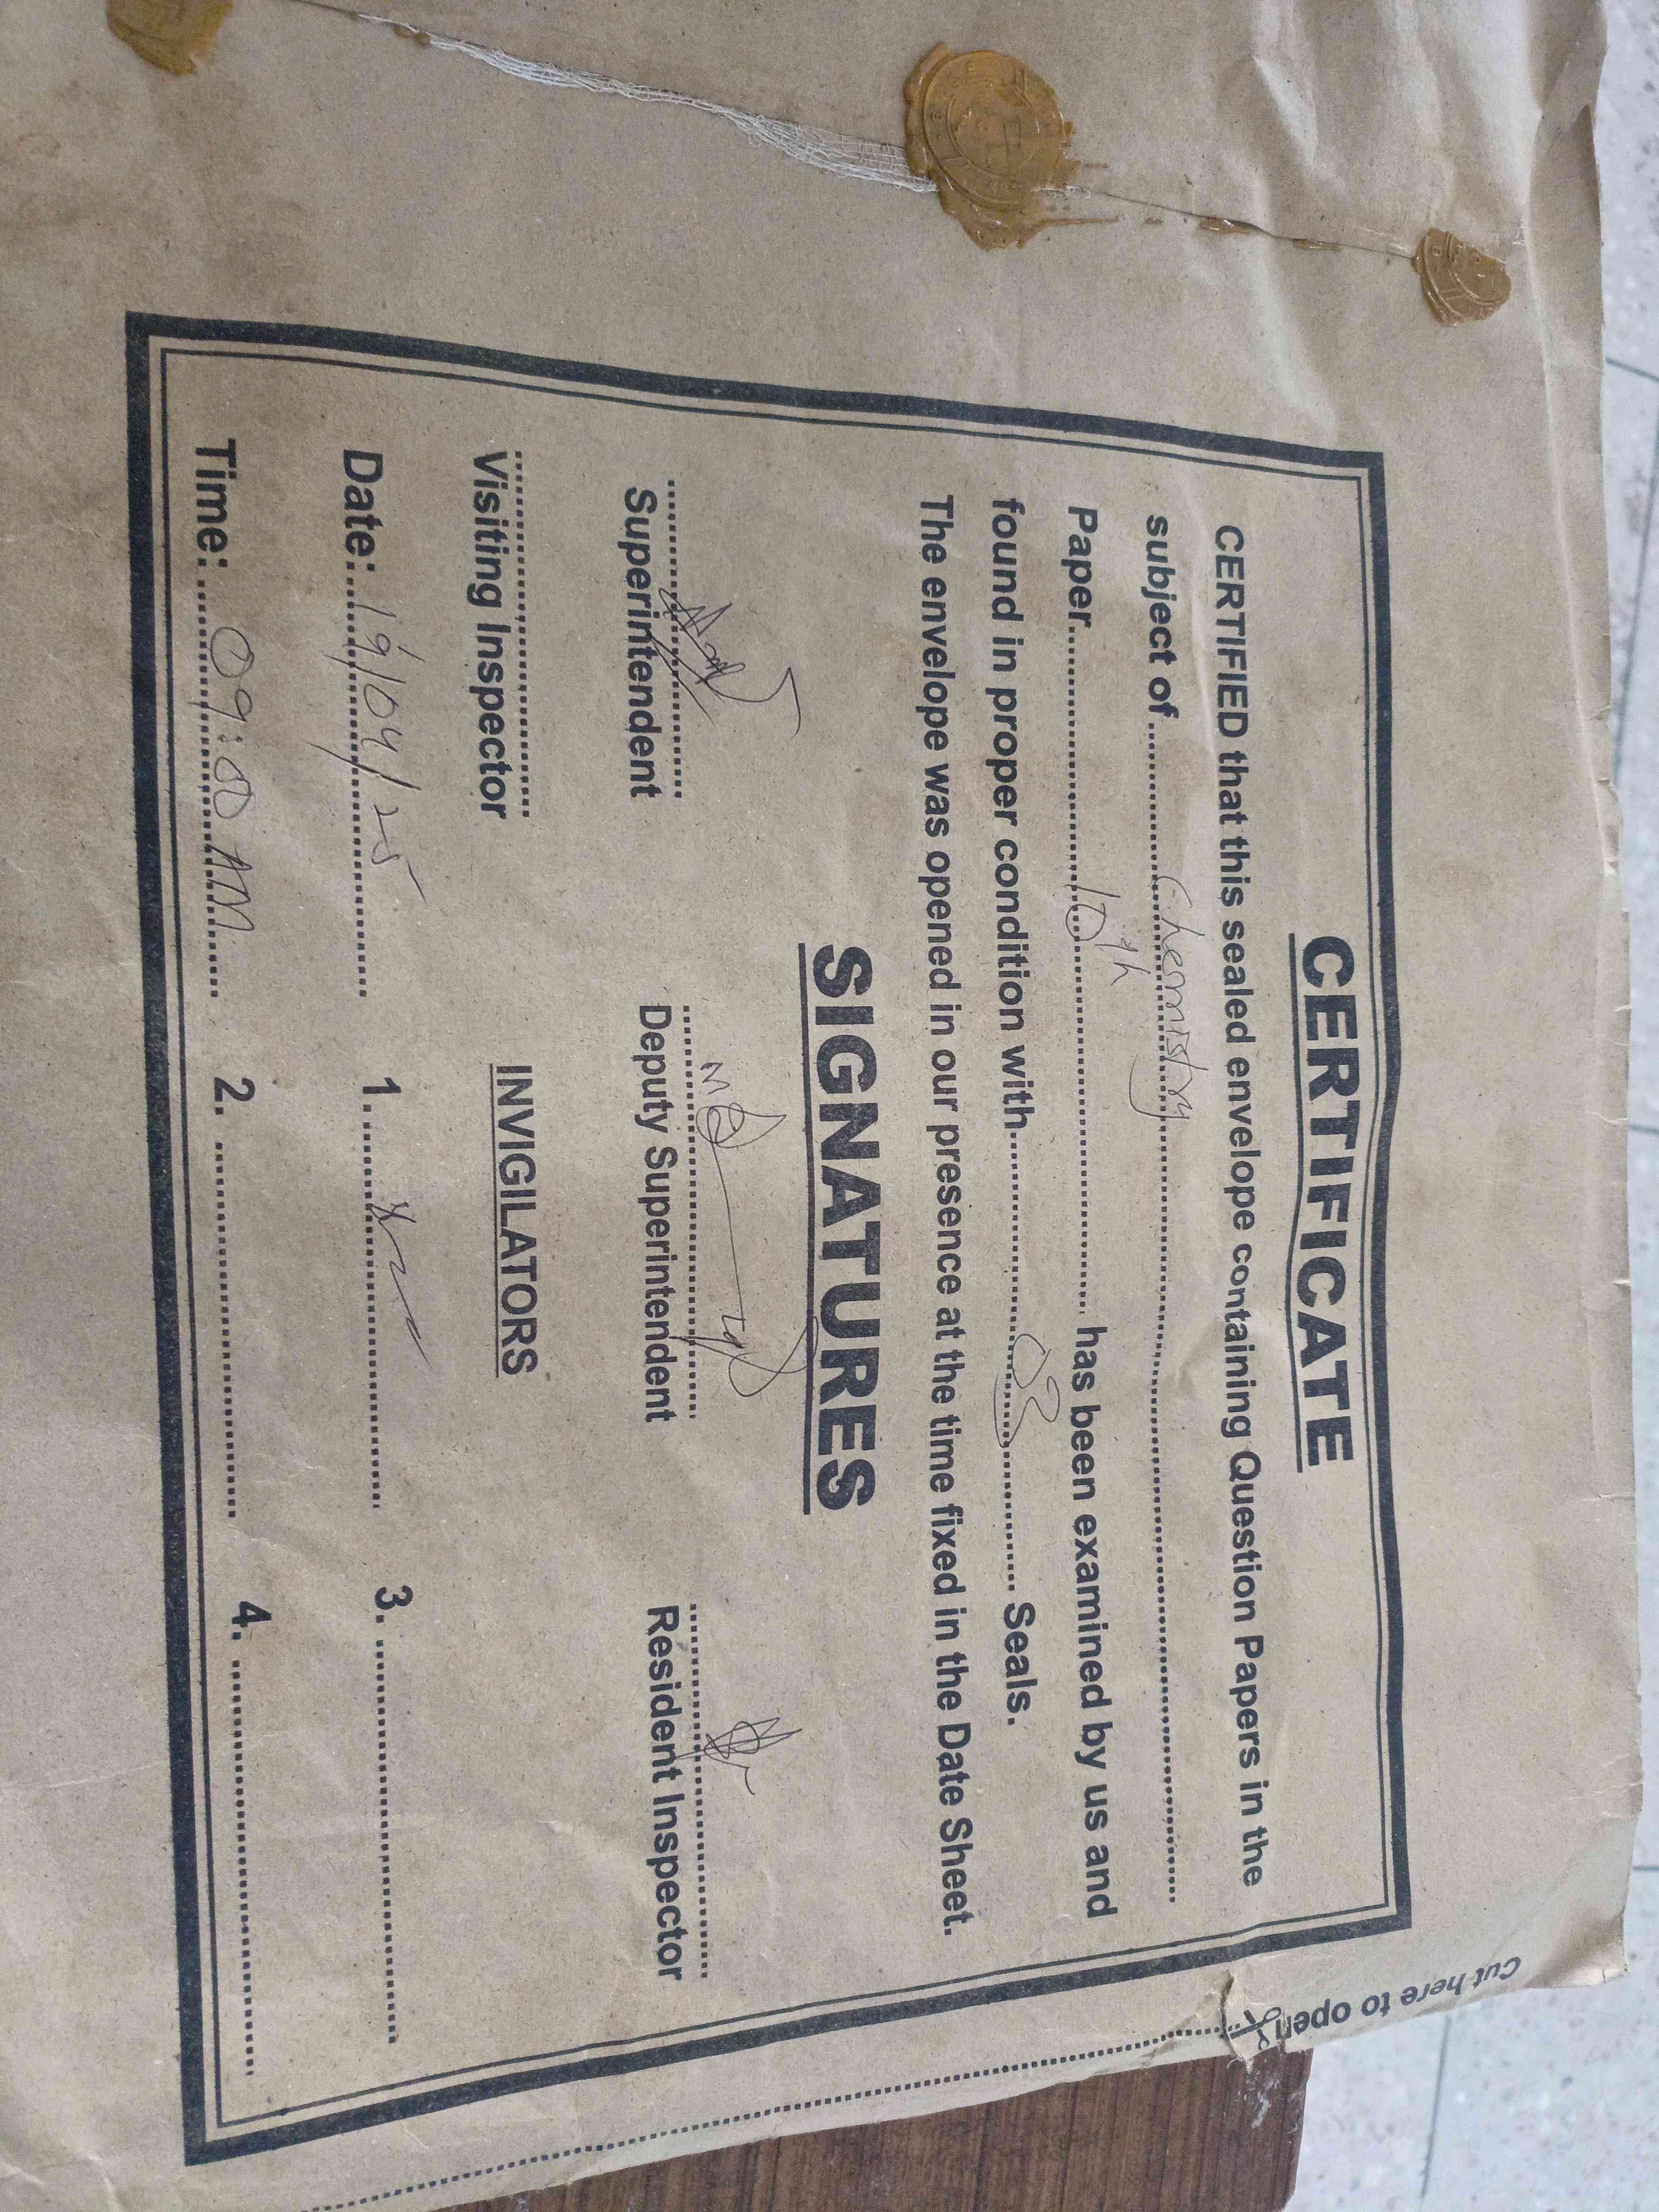 CERTIFICATE
CERTIFIED that this sealed envelope containing Question Papers in the
subject of ........ Chemistry ........
Paper ........ 10th ........ has been examined by us and
found in proper condition with ........ 03 ........ Seals.
The envelope was opened in our presence at the time fixed in the Date Sheet.
SIGNATURES
Superintendent Deputy Superintendent Resident Inspector
Visiting Inspector INVIGILATORS
Date: 19/04/25 1. ........ 3. ........
Time: 09:00 AM 2. ........ 4. ........
Cut here to open